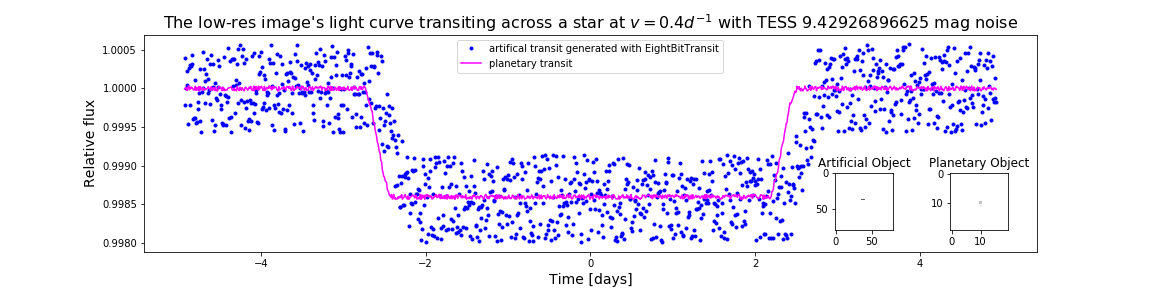 The low-res image's light curve transiting across a star at v = 0.4d⁻¹ with TESS 9.42926896625 mag noise
artifical transit generated with EightBitTransit
planetary transit
Relative flux
1.0005
1.0000
0.9995
0.9990
0.9985
0.9980
−4 −2 0 2 4
Time [days]
Artificial Object
0
50
0 50
Planetary Object
0
10
0 10